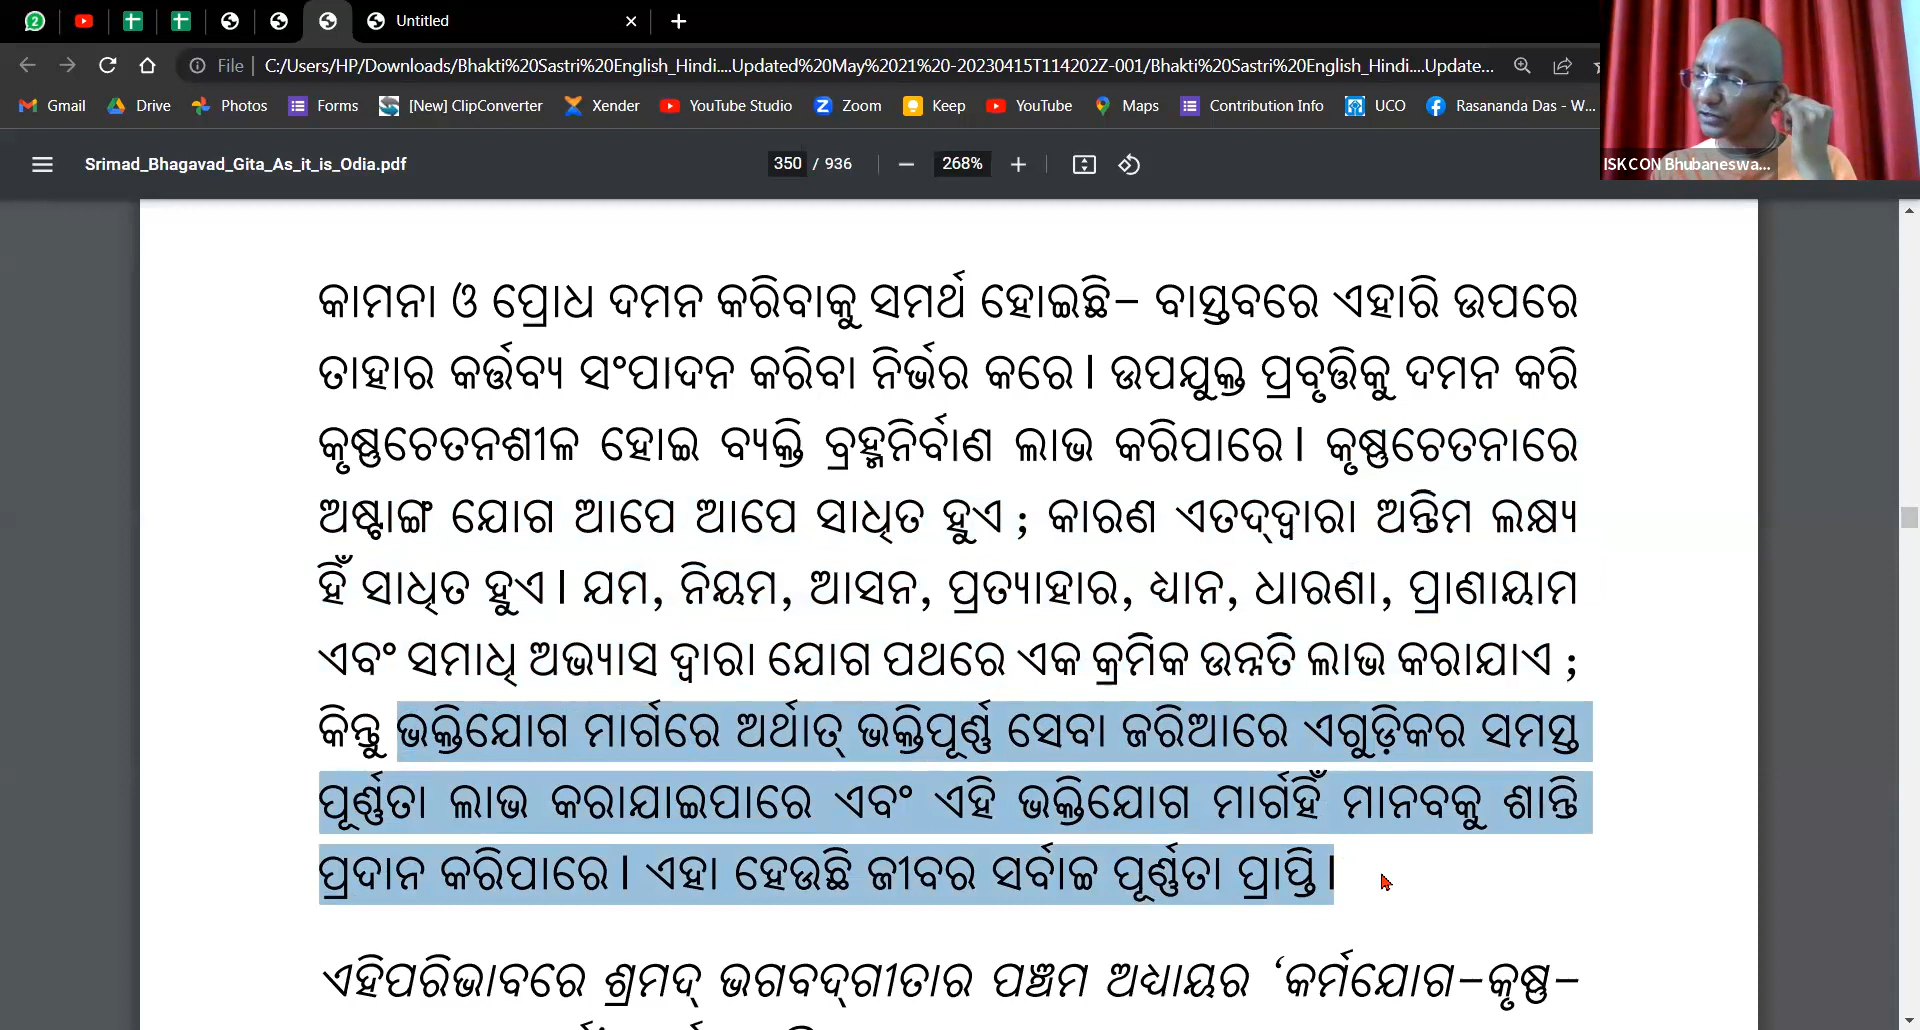 2 Untitled × +
File C:/Users/HP/Downloads/Bhakti%20Sastri%20English_Hindi....Updated%20May%2021%20-20230415T114202Z-001/Bhakti%20Sastri%20English_Hindi....Update...
Gmail Drive Photos Forms [New] ClipConverter Xender YouTube Studio Zoom Keep YouTube Maps Contribution Info UCO Rasananda Das - W...
ISKCON Bhubaneswa...
Srimad_Bhagavad_Gita_As_it_is_Odia.pdf 350 / 936 − 268% +
କାମନା ଓ ପ୍ରୋଧ ଦମନ କରିବାକୁ ସମର୍ଥ ହୋଇଛି– ବାସ୍ତବରେ ଏହାରି ଉପରେ
ତାହାର କର୍ତ୍ତବ୍ୟ ସଂପାଦନ କରିବା ନିର୍ଭର କରେ। ଉପଯୁକ୍ତ ପ୍ରବୃତ୍ତିକୁ ଦମନ କରି
କୃଷ୍ଣଚେତନଶୀଳ ହୋଇ ବ୍ୟକ୍ତି ବ୍ରହ୍ମନିର୍ବାଣ ଲାଭ କରିପାରେ। କୃଷ୍ଣଚେତନାରେ
ଅଷ୍ଟାଙ୍ଗ ଯୋଗ ଆପେ ଆପେ ସାଧିତ ହୁଏ ; କାରଣ ଏତଦ୍‌ଦ୍ୱାରା ଅନ୍ତିମ ଲକ୍ଷ୍ୟ
ହିଁ ସାଧିତ ହୁଏ। ଯମ, ନିୟମ, ଆସନ, ପ୍ରତ୍ୟାହାର, ଧ୍ୟାନ, ଧାରଣା, ପ୍ରାଣାୟାମ
ଏବଂ ସମାଧି ଅଭ୍ୟାସ ଦ୍ୱାରା ଯୋଗ ପଥରେ ଏକ କ୍ରମିକ ଉନ୍ନତି ଲାଭ କରାଯାଏ ;
କିନ୍ତୁ ଭକ୍ତିଯୋଗ ମାର୍ଗରେ ଅର୍ଥାତ୍ ଭକ୍ତିପୂର୍ଣ୍ଣ ସେବା ଜରିଆରେ ଏଗୁଡ଼ିକର ସମସ୍ତ
ପୂର୍ଣ୍ଣତା ଲାଭ କରାଯାଇପାରେ ଏବଂ ଏହି ଭକ୍ତିଯୋଗ ମାର୍ଗହିଁ ମାନବକୁ ଶାନ୍ତି
ପ୍ରଦାନ କରିପାରେ। ଏହା ହେଉଛି ଜୀବର ସର୍ବୋଚ୍ଚ ପୂର୍ଣ୍ଣତା ପ୍ରାପ୍ତି।
ଏହିପରିଭାବରେ ଶ୍ରୀମଦ୍ ଭଗବଦ୍‌ଗୀତାର ପଞ୍ଚମ ଅଧ୍ୟାୟର ‘କର୍ମଯୋଗ–କୃଷ୍ଣ–